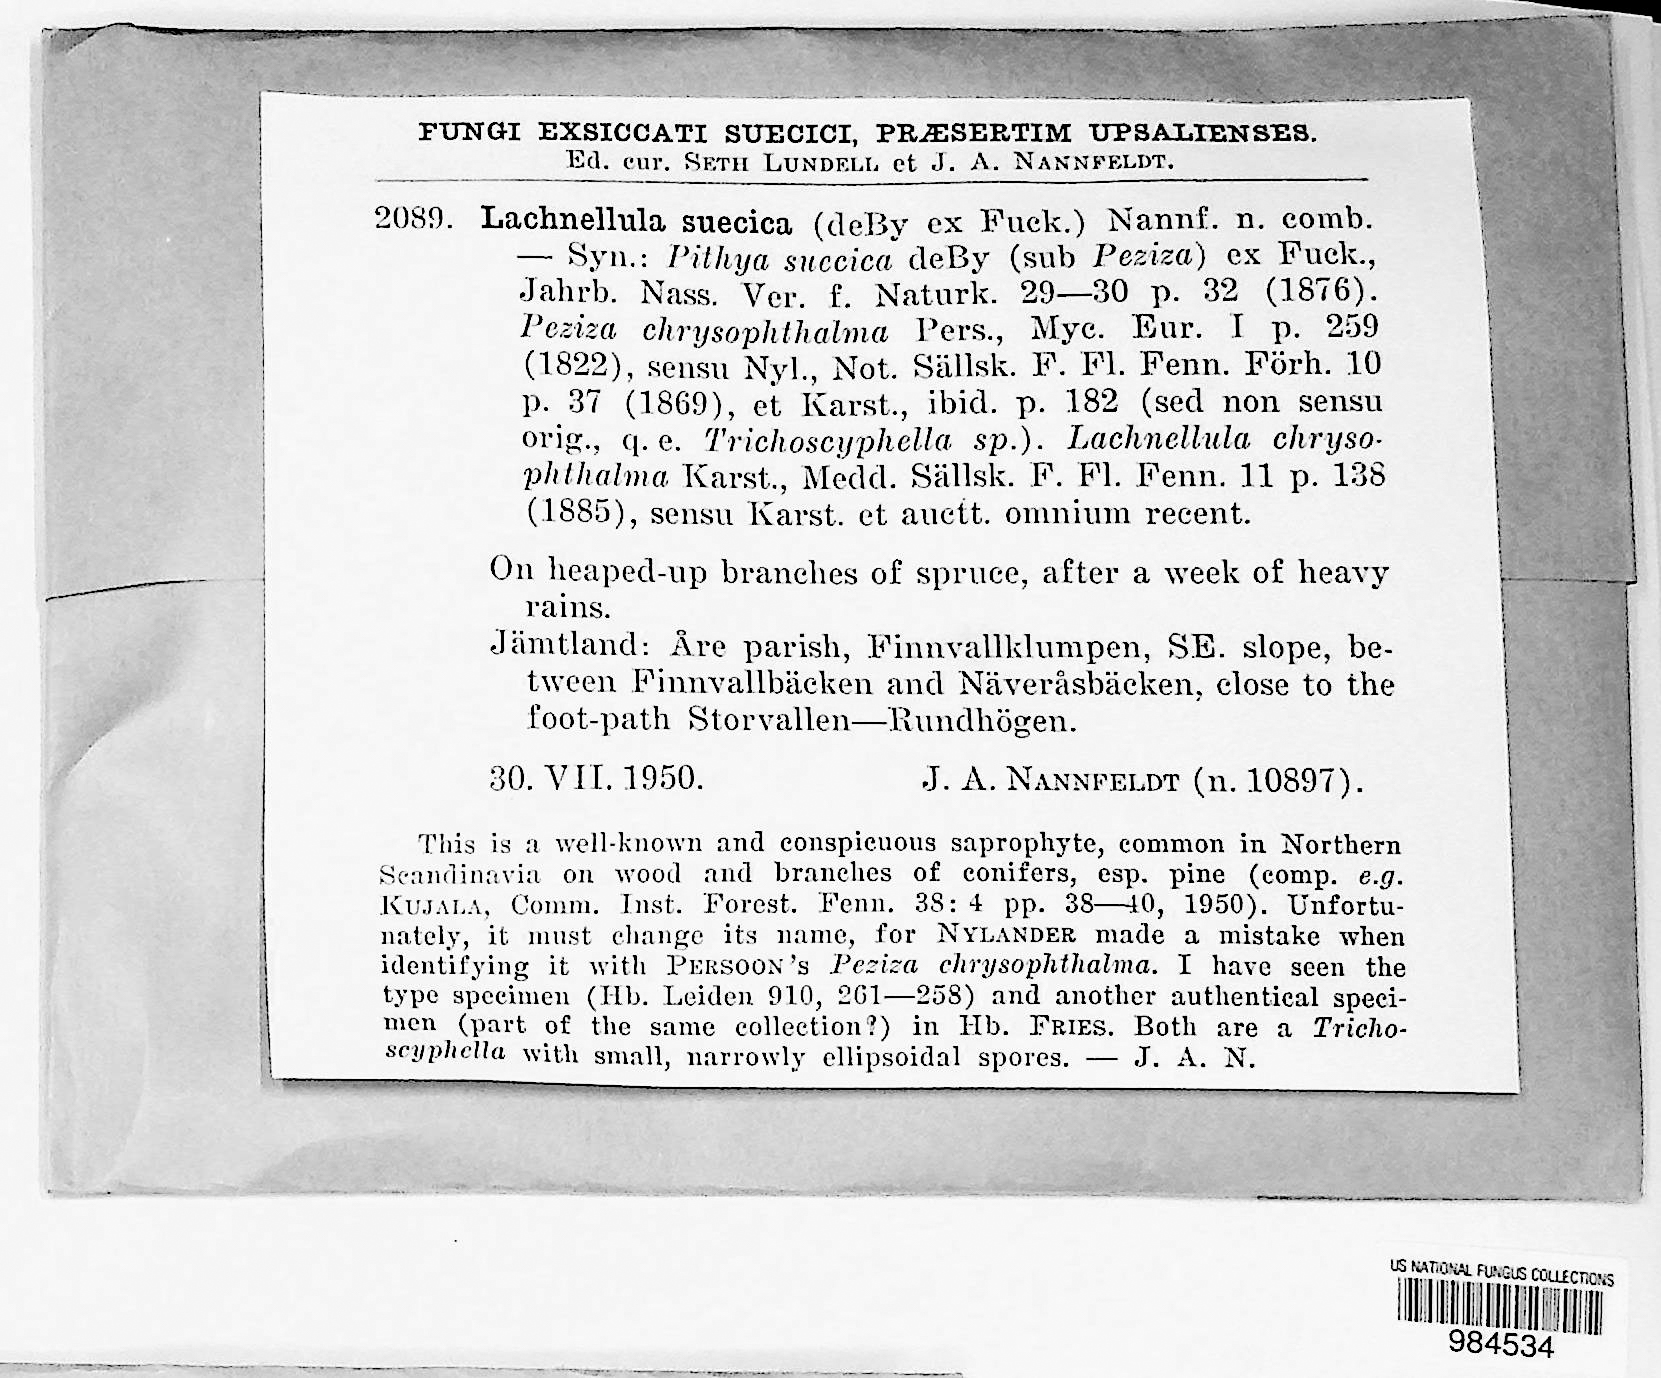 FUNGI EXSICCATI SUECICI, PRÆSERTIM UPSALIENSES.
Ed. cur. SETH LUNDELL et J. A. NANNFELDT.
2089. Lachnellula suecica (deBy ex Fuck.) Nannf. n. comb.
— Syn.: Pithya suecica deBy (sub Peziza) ex Fuck.,
Jahrb. Nass. Ver. f. Naturk. 29—30 p. 32 (1876).
Peziza chrysophthalma Pers., Myc. Eur. I p. 259
(1822), sensu Nyl., Not. Sällsk. F. Fl. Fenn. Förh. 10
p. 37 (1869), et Karst., ibid. p. 182 (sed non sensu
orig., q. e. Trichoscyphella sp.). Lachnellula chryso-
phthalma Karst., Medd. Sällsk. F. Fl. Fenn. 11 p. 138
(1885), sensu Karst. et auctt. omnium recent.
On heaped-up branches of spruce, after a week of heavy
rains.
Jämtland: Åre parish, Finnvallklumpen, SE. slope, be-
tween Finnvallbäcken and Näveråsbäcken, close to the
foot-path Storvallen—Rundhögen.
30. VII. 1950. J. A. NANNFELDT (n. 10897).
This is a well-known and conspicuous saprophyte, common in Northern
Scandinavia on wood and branches of conifers, esp. pine (comp. e.g.
KUJALA, Comm. Inst. Forest. Fenn. 38: 4 pp. 38—40, 1950). Unfortu-
nately, it must change its name, for NYLANDER made a mistake when
identifying it with PERSOON's Peziza chrysophthalma. I have seen the
type specimen (Hb. Leiden 910, 261—258) and another authentical speci-
men (part of the same collection?) in Hb. FRIES. Both are a Tricho-
scyphella with small, narrowly ellipsoidal spores. — J. A. N.
US NATIONAL FUNGUS COLLECTIONS
984534